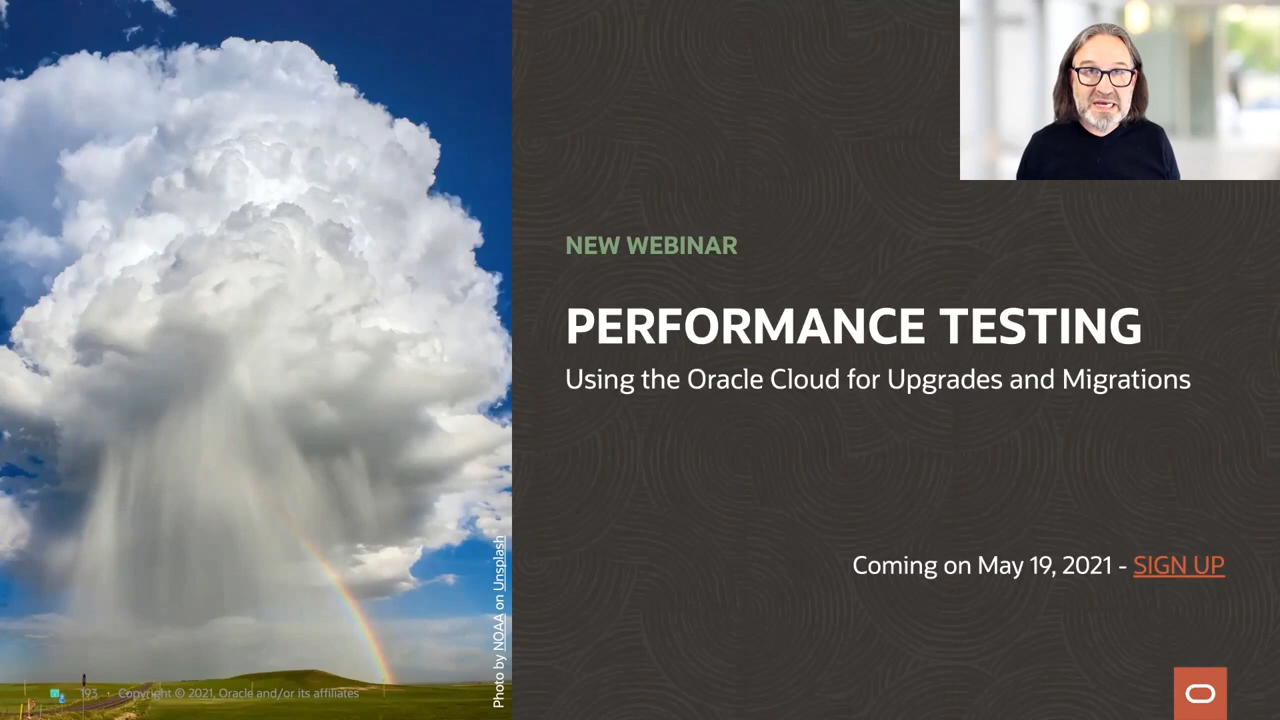 NEW WEBINAR
PERFORMANCE TESTING
Using the Oracle Cloud for Upgrades and Migrations
Coming on May 19, 2021 - SIGN UP
Photo by NOAA on Unsplash
193 • Copyright © 2021, Oracle and/or its affiliates